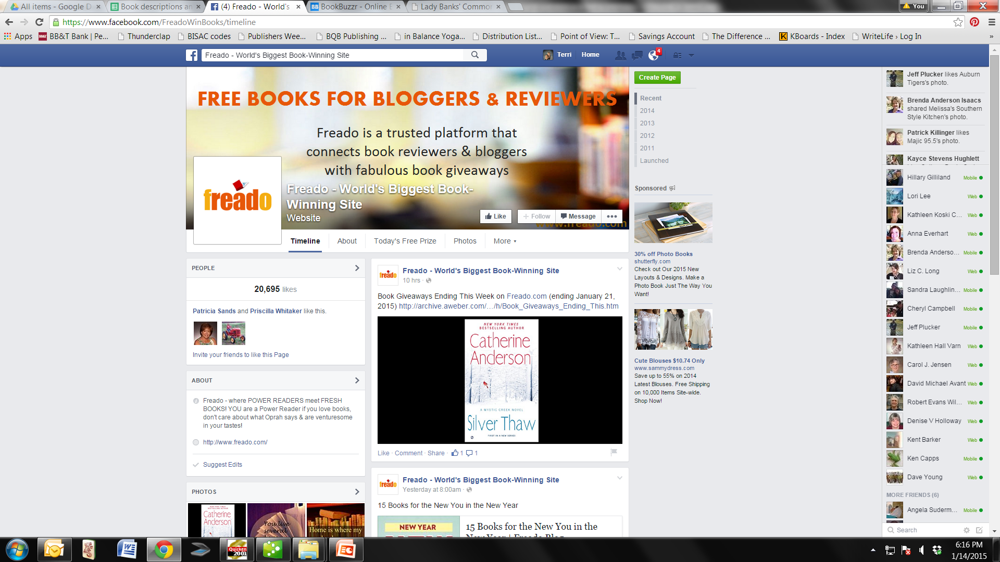 All items - Google D
Book descriptions an
(4) Freado - World's
BookBuzzr - Online
Lady Banks' Commor
You
https://www.facebook.com/FreadoWinBooks/timeline
Apps
BB&T Bank | Pe...
Thunderclap
BISAC codes
Publishers Wee...
BQB Publishing ...
in Balance Yoga...
Distribution List...
Point of View: T...
Savings Account
The Difference ...
KBoards - Index
WriteLife › Log In
»
Freado - World's Biggest Book-Winning Site
Terri
Home
4
FREE BOOKS FOR BLOGGERS & REVIEWERS
Freado is a trusted platform that
connects book reviewers & bloggers
with fabulous book giveaways
freado
Freado - World's Biggest Book-
Winning Site
Website
Like
+ Follow
Message
www.freado.com
Timeline
About
Today's Free Prize
Photos
More
PEOPLE
20,695 likes
Patricia Sands and Priscilla Whitaker like this.
Invite your friends to like this Page
ABOUT
Freado - where POWER READERS meet FRESH
BOOKS! YOU are a Power Reader if you love books,
don't care about what Oprah says & are venturesome
in your tastes!
http://www.freado.com/
Suggest Edits
PHOTOS
NEW YORK TIMES
BESTSELLING AUTHOR
Catherine
Anderson
You live
several
Home is where my
freado
Freado - World's Biggest Book-Winning Site
10 hrs ·
Book Giveaways Ending This Week on Freado.com (ending January 21,
2015) http://archive.aweber.com/…/h/Book_Giveaways_Ending_This.htm
NEW YORK TIMES
BESTSELLING AUTHOR
Catherine
Anderson
A MYSTIC CREEK NOVEL
Silver Thaw
FIRST IN A NEW SERIES
Like · Comment · Share · 1 1
freado
Freado - World's Biggest Book-Winning Site
Yesterday at 8:00am ·
15 Books for the New You in the New Year
NEW YEAR
15 Books for the New You in the
New Year | Freado Blog
Create Page
Recent
2014
2013
2012
2011
Launched
Sponsored
30% off Photo Books
shutterfly.com
Check out Our 2015 New
Layouts & Designs. Make a
Photo Book Just The Way You
Want!
Cute Blouses $10.74 Only
www.sammydress.com
Save up to 55% on 2014
Latest Blouses. Free Shipping
on 10,000 Items Site-wide.
Shop Now!
Jeff Plucker likes Auburn
Tigers's photo.
Brenda Anderson Isaacs
shared Melissa's Southern
Style Kitchen's photo.
Patrick Killinger likes
Majic 95.5's photo.
Kayce Stevens Hughlett
Hillary Gilliland Mobile
Lori Lee Web
Kathleen Koski C... Web
Anna Everhart Web
Brenda Anderso... Mobile
Liz C. Long Web
Sandra Laughlin... Mobile
Cheryl Campbell Mobile
Jeff Plucker Mobile
Kathleen Hall Varn Web
Carol J. Jensen Web
David Michael Avant Web
Robert Evans Wil... Web
Denise V Holloway Web
Kent Barker Web
Ken Capps Mobile
Dave Young Web
MORE FRIENDS (6)
Angela Suderm... Mobile
Search
Quicken
2001
6:16 PM
1/14/2015